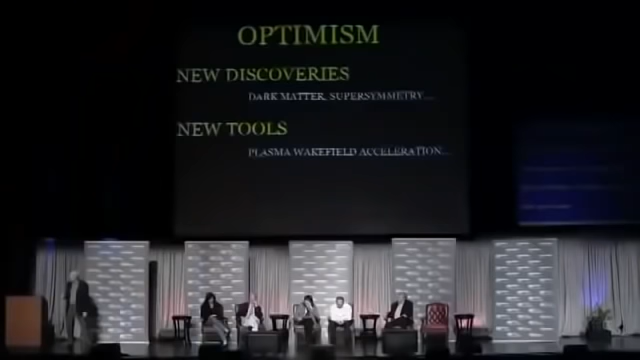 OPTIMISM
NEW DISCOVERIES
DARK MATTER, SUPERSYMMETRY...
NEW TOOLS
PLASMA WAKEFIELD ACCELERATION...